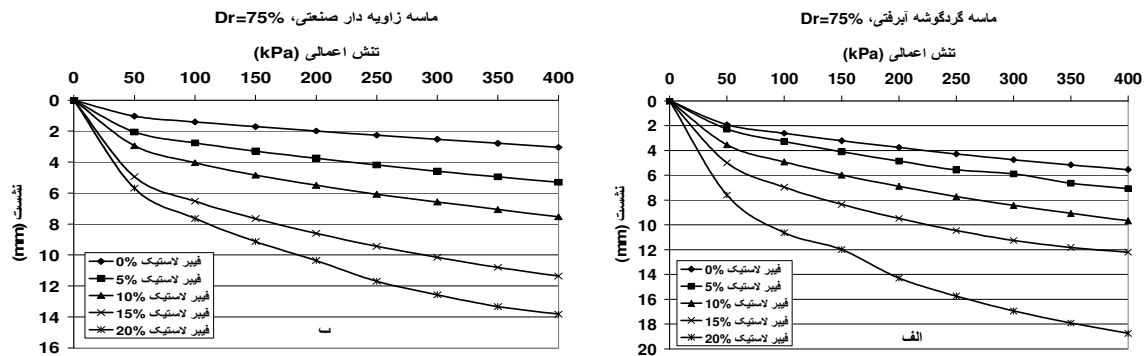 ماسه گردگوشه آبرفتی، Dr=75%
تنش اعمالی (kPa)
0 50 100 150 200 250 300 350 400
0
2
4
6
8
10
12
14
16
18
20
نشست (mm)
0% فیبر لاستیک
5% فیبر لاستیک
10% فیبر لاستیک
15% فیبر لاستیک
20% فیبر لاستیک
الف
ماسه زاویه دار صنعتی، Dr=75%
تنش اعمالی (kPa)
0 50 100 150 200 250 300 350 400
0
2
4
6
8
10
12
14
16
نشست (mm)
0% فیبر لاستیک
5% فیبر لاستیک
10% فیبر لاستیک
15% فیبر لاستیک
20% فیبر لاستیک